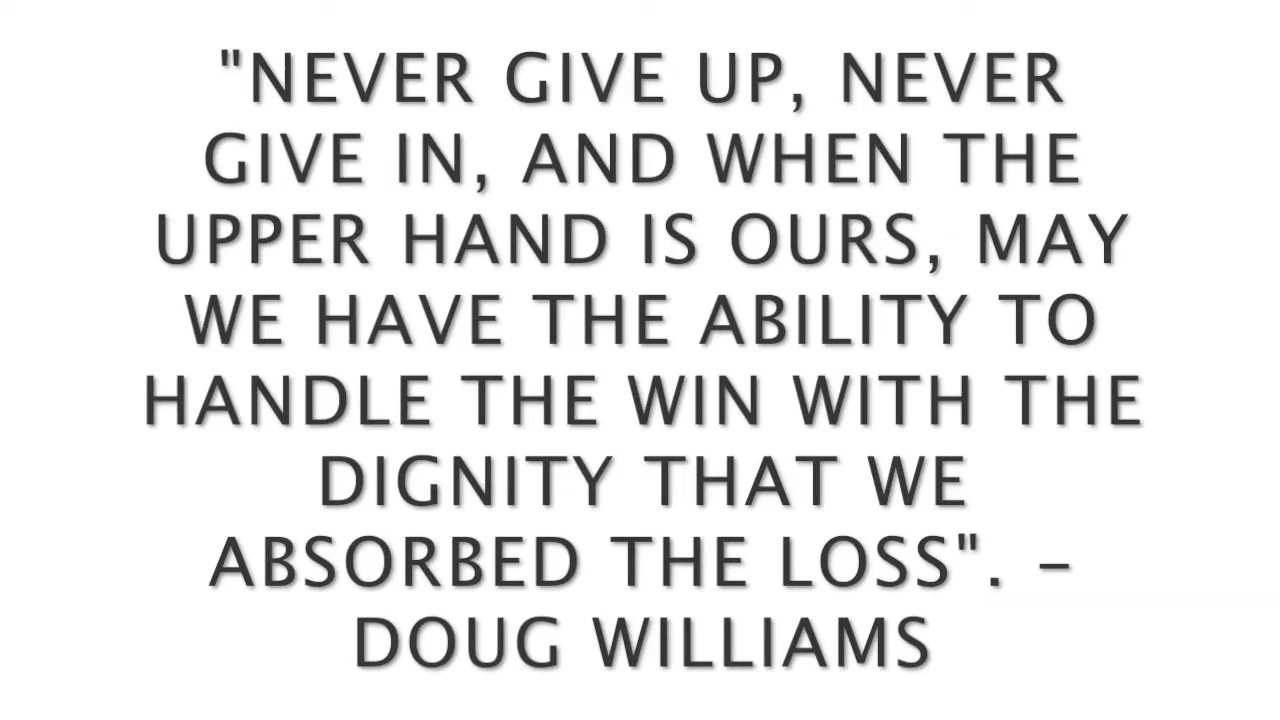 "NEVER GIVE UP, NEVER
GIVE IN, AND WHEN THE
UPPER HAND IS OURS, MAY
WE HAVE THE ABILITY TO
HANDLE THE WIN WITH THE
DIGNITY THAT WE
ABSORBED THE LOSS". –
DOUG WILLIAMS